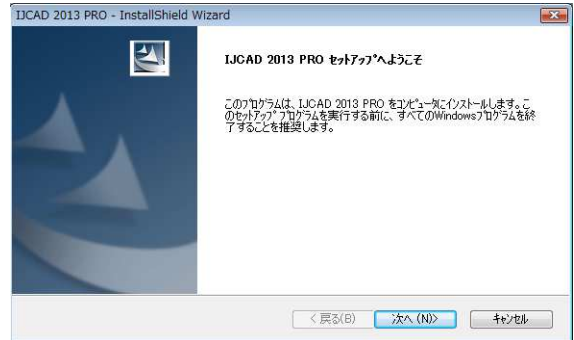 IJCAD 2013 PRO - InstallShield Wizard
IJCAD 2013 PRO ｾｯﾄｱｯﾌﾟへようこそ
このﾌﾟﾛｸﾞﾗﾑは、IJCAD 2013 PRO をｺﾝﾋﾟｭｰﾀにｲﾝｽﾄｰﾙします。こ
のｾｯﾄｱｯﾌﾟ ﾌﾟﾛｸﾞﾗﾑを実行する前に、すべてのWindowsﾌﾟﾛｸﾞﾗﾑを終
了することを推奨します。
< 戻る(B) 次へ (N)> ｷｬﾝｾﾙ